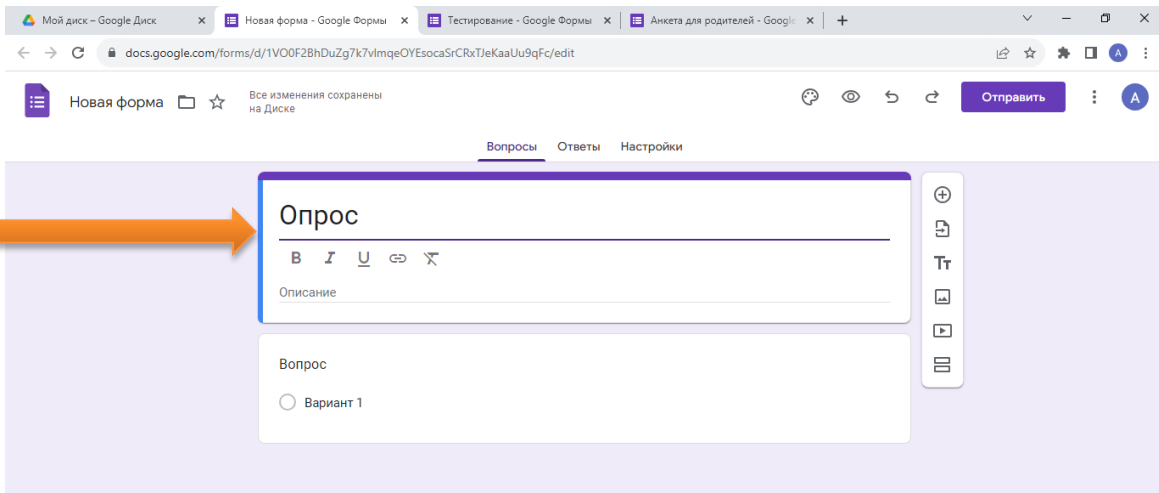 Мой диск – Google Диск
Новая форма - Google Формы
Тестирование - Google Формы
Анкета для родителей - Google
docs.google.com/forms/d/1VO0F2BhDuZg7k7vlmqeOYEsocaSrCRxTJeKaaUu9qFc/edit
A
Новая форма
Все изменения сохранены
на Диске
Отправить
A
Вопросы Ответы Настройки
Опрос
B I U
Tт
Описание
Вопрос
Вариант 1